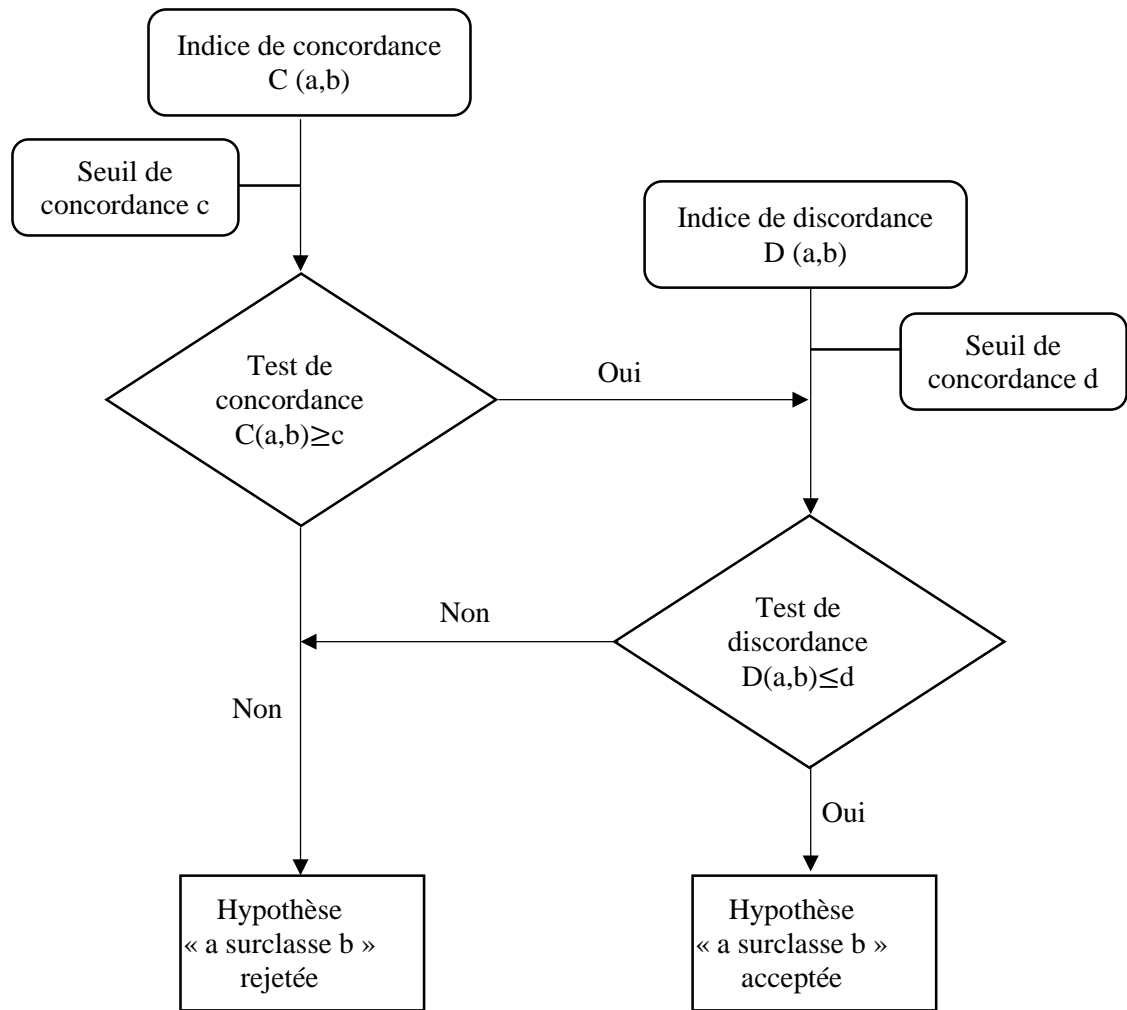 Indice de concordance
C (a,b)
Seuil de
concordance c
Indice de discordance
D (a,b)
Seuil de
concordance d
Test de
concordance
C(a,b)≥c
Oui
Test de
discordance
D(a,b)≤d
Non
Non
Oui
Hypothèse
« a surclasse b »
rejetée
Hypothèse
« a surclasse b »
acceptée